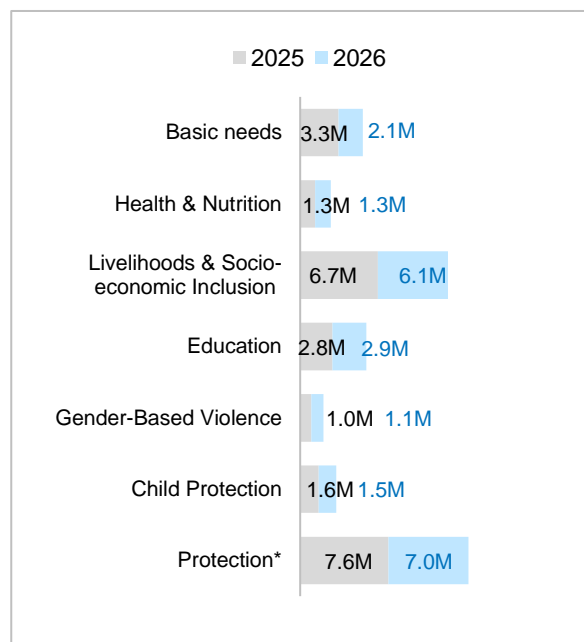 2025 2026
Basic needs 3.3M 2.1M
Health & Nutrition 1.3M 1.3M
Livelihoods & Socio-
economic Inclusion 6.7M 6.1M
Education 2.8M 2.9M
Gender-Based Violence 1.0M 1.1M
Child Protection 1.6M 1.5M
Protection* 7.6M 7.0M